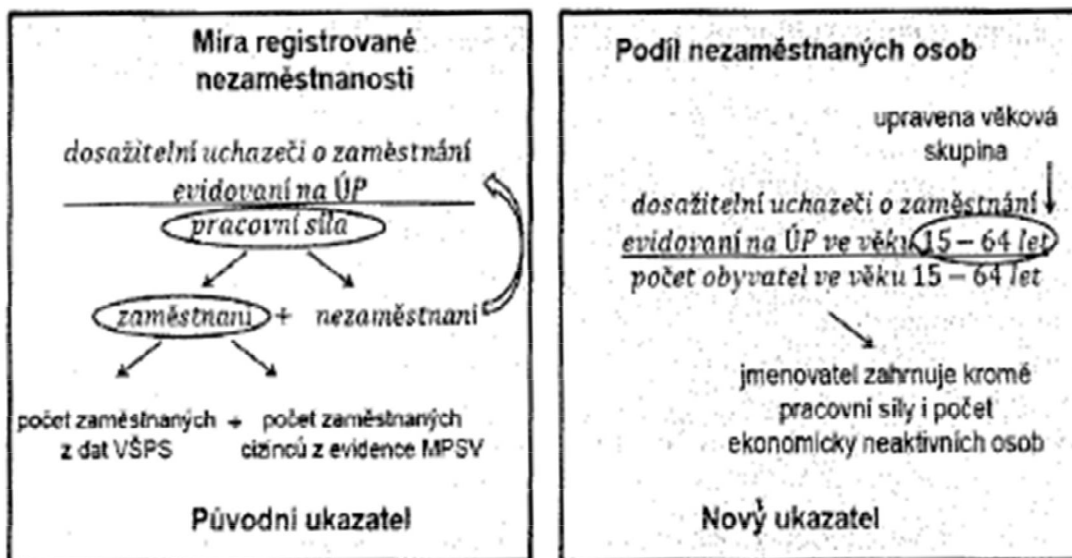 Míra registrované
nezaměstnanosti
dosažitelní uchazeči o zaměstnání
evidovaní na ÚP
pracovní síla
zaměstnaní + nezaměstnaní
počet zaměstnaných + počet zaměstnaných
z dat VŠPS cizinců z evidence MPSV
Původní ukazatel
Podíl nezaměstnaných osob
upravena věková
skupina
dosažitelní uchazeči o zaměstnání
evidovaní na ÚP ve věku 15 – 64 let
počet obyvatel ve věku 15 – 64 let
jmenovatel zahrnuje kromě
pracovní síly i počet
ekonomicky neaktivních osob
Nový ukazatel